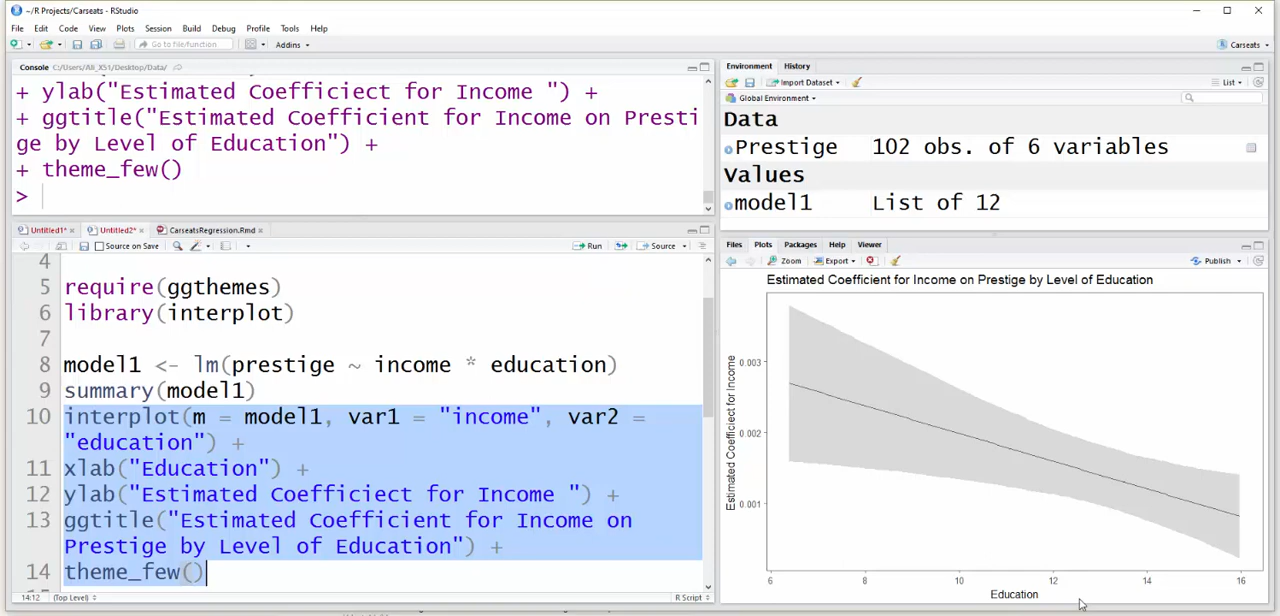 ~/R Projects/Carseats - RStudio
File Edit Code View Plots Session Build Debug Profile Tools Help
Go to file/function Addins Carseats
Console C:/Users/Ali_X51/Desktop/Data/
+ ylab("Estimated Coefficiect for Income ") +
+ ggtitle("Estimated Coefficient for Income on Presti
ge by Level of Education") +
+ theme_few()
>
Untitled1* Untitled2* CarseatsRegression.Rmd
Source on Save Run Source
4
5 require(ggthemes)
6 library(interplot)
7
8 model1 <- lm(prestige ~ income * education)
9 summary(model1)
10 interplot(m = model1, var1 = "income", var2 =
"education") +
11 xlab("Education") +
12 ylab("Estimated Coefficiect for Income ") +
13 ggtitle("Estimated Coefficient for Income on
Prestige by Level of Education") +
14 theme_few()
14:12 (Top Level) R Script
Environment History
Import Dataset List
Global Environment
Data
Prestige 102 obs. of 6 variables
Values
model1 List of 12
Files Plots Packages Help Viewer
Zoom Export Publish
Estimated Coefficient for Income on Prestige by Level of Education
Estimated Coefficiect for Income
0.003
0.002
0.001
6 8 10 12 14 16
Education